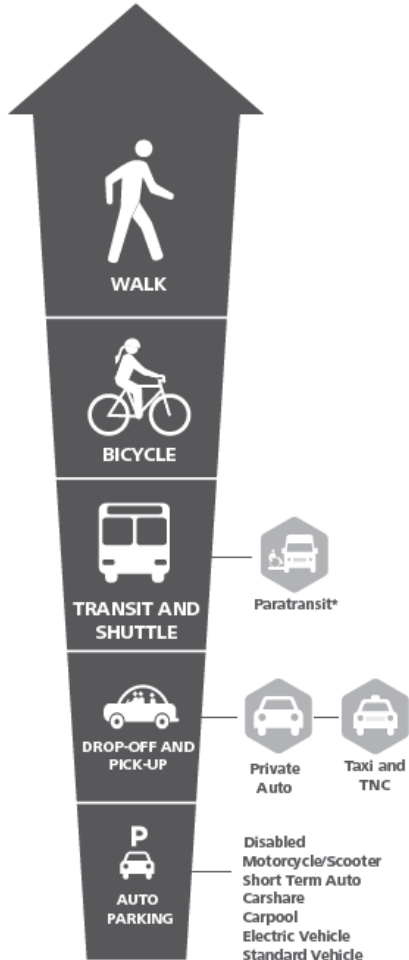 WALK
BICYCLE
TRANSIT AND
SHUTTLE
Paratransit*
DROP-OFF AND
PICK-UP
Private
Auto
Taxi and
TNC
P
AUTO
PARKING
Disabled
Motorcycle/Scooter
Short Term Auto
Carshare
Carpool
Electric Vehicle
Standard Vehicle